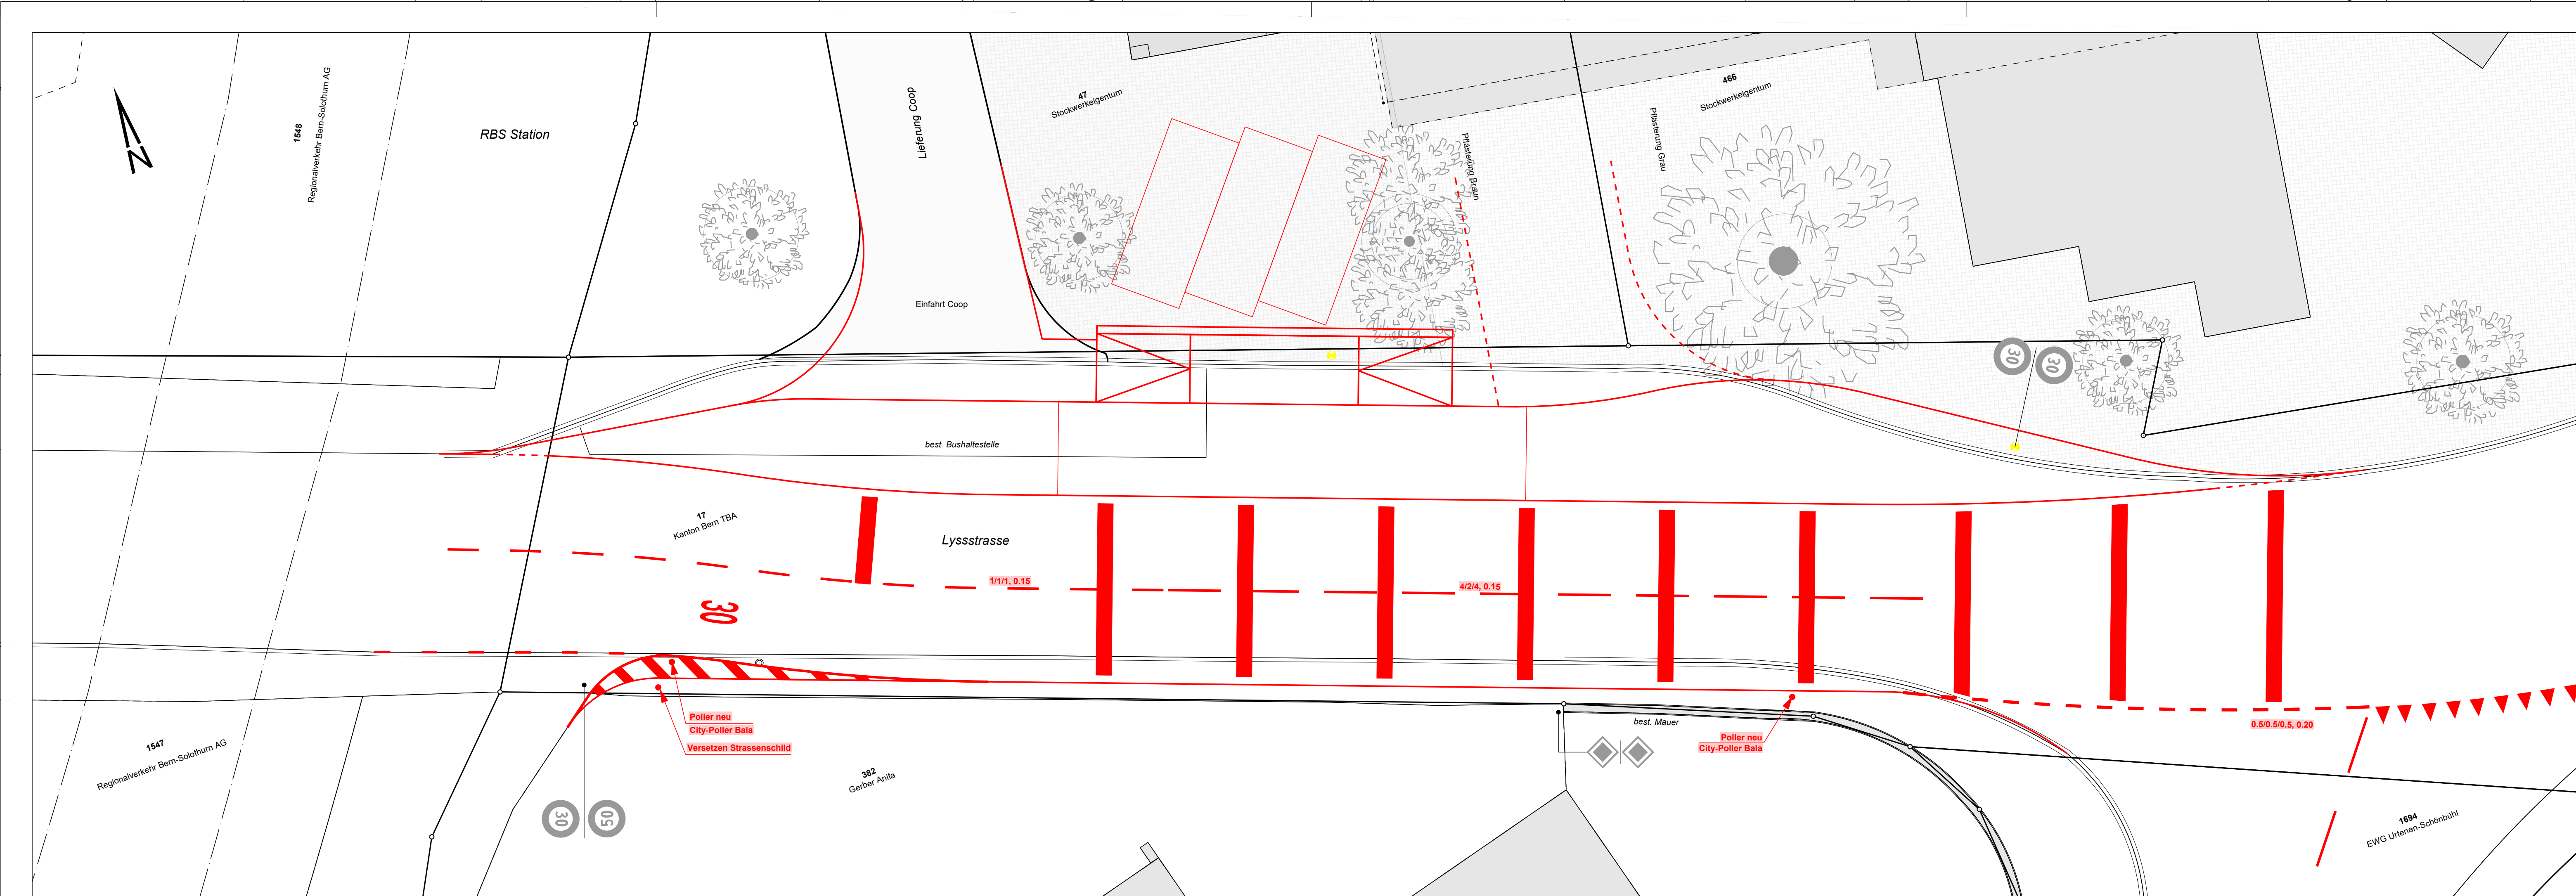 N
1548
Regionalverkehr Bern-Solothurn AG
RBS Station
Lieferung Coop
Einfahrt Coop
47
Stockwerkeigentum
Pflästerung Braun
Pflästerung Grau
466
Stockwerkeigentum
30
30
best. Bushaltestelle
17
Kanton Bern TBA
Lyssstrasse
1/1/1, 0.15
4/2/4, 0.15
30
Poller neu
City-Poller Bala
Versetzen Strassenschild
best. Mauer
Poller neu
City-Poller Bala
0.5/0.5/0.5, 0.20
1547
Regionalverkehr Bern-Solothurn AG
382
Gerber Anita
30
50
1694
EWG Urtenen-Schönbühl